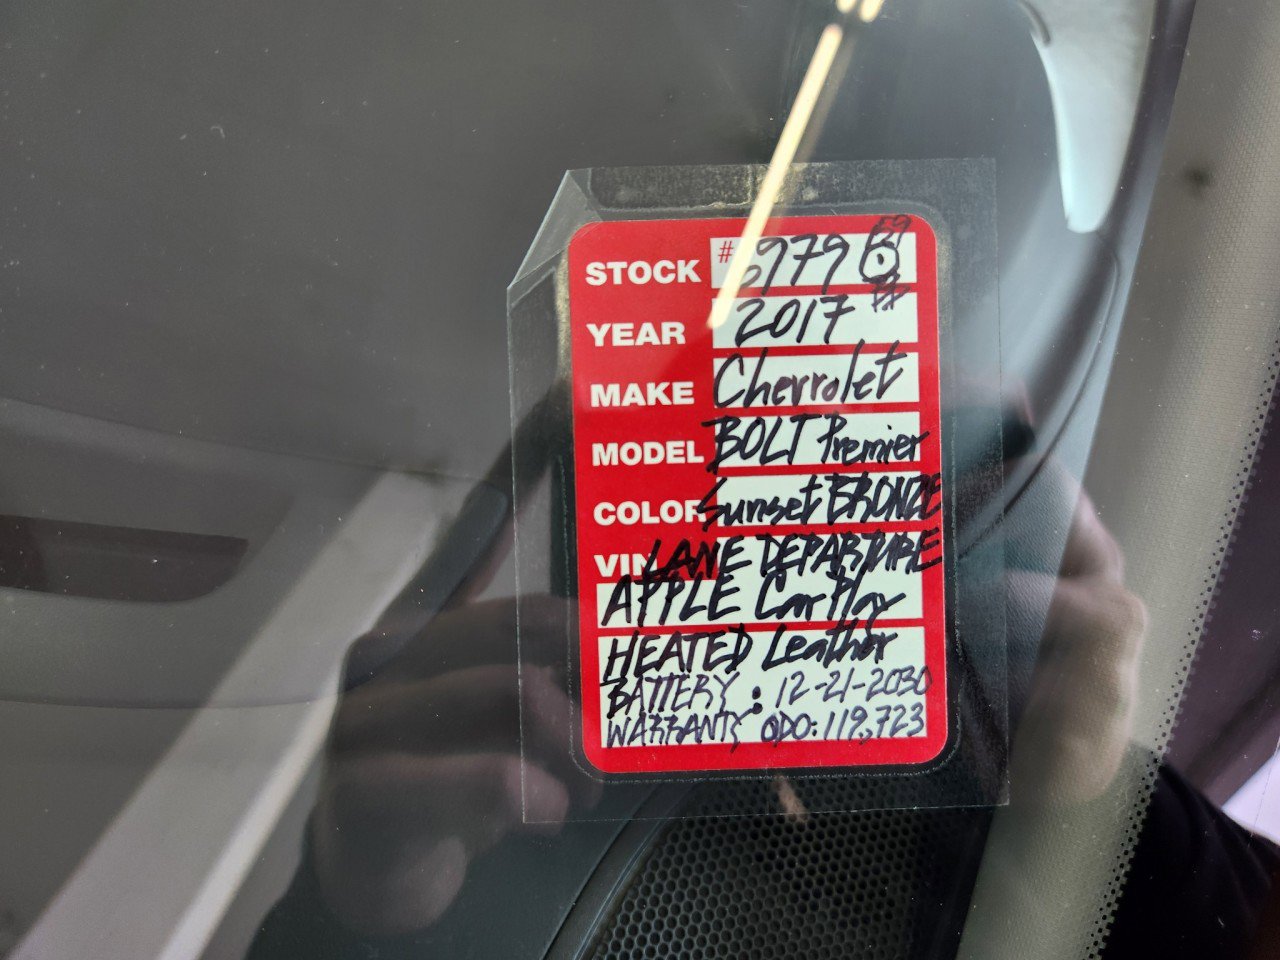 STOCK # 6979
YEAR 2017
MAKE Chevrolet
MODEL BOLT Premier
COLOR Sunset BRONZE
VIN LANE DEPARTURE
APPLE CarPlay
HEATED Leather
BATTERY : 12-21-2030
WARRANTY ODO: 119,723